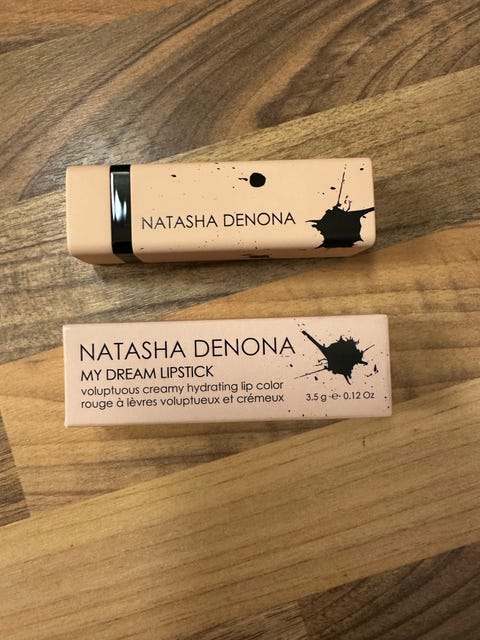 NATASHA DENONA
NATASHA DENONA
MY DREAM LIPSTICK
voluptuous creamy hydrating lip color
rouge à lèvres voluptueux et crémeux
3.5 g ·℮· 0.12 Oz